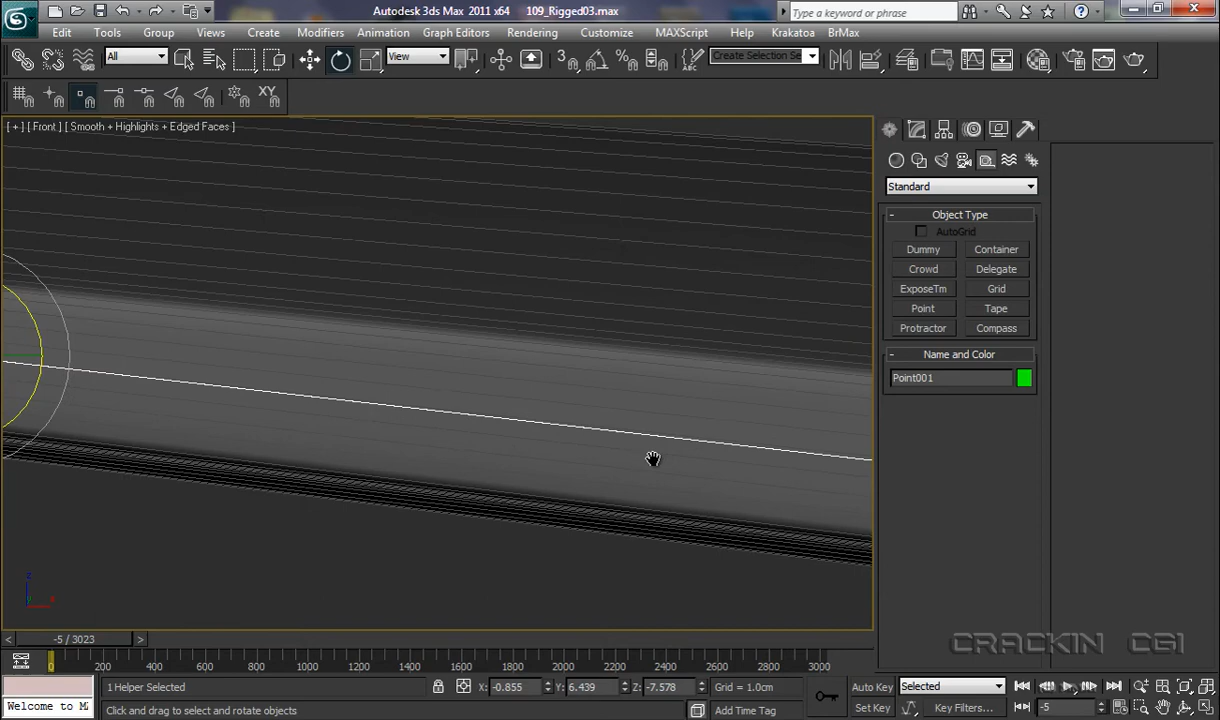 Autodesk 3ds Max 2011 x64 109_Rigged03.max
Type a keyword or phrase
Edit Tools Group Views Create Modifiers Animation Graph Editors Rendering Customize MAXScript Help Krakatoa BrMax
All View Create Selection Se
XY
[ + ] [ Front ] [ Smooth + Highlights + Edged Faces ]
Standard
- Object Type
AutoGrid
Dummy Container
Crowd Delegate
ExposeTm Grid
Point Tape
Protractor Compass
- Name and Color
Point001
z
x
CRACKIN CGI
< -5 / 3023 >
0 200 400 600 800 1000 1200 1400 1600 1800 2000 2200 2400 2600 2800 3000
1 Helper Selected X: -0.855 Y: 6.439 Z: -7.578 Grid = 1.0cm Auto Key Selected
Welcome to M Click and drag to select and rotate objects Add Time Tag Set Key Key Filters... -5